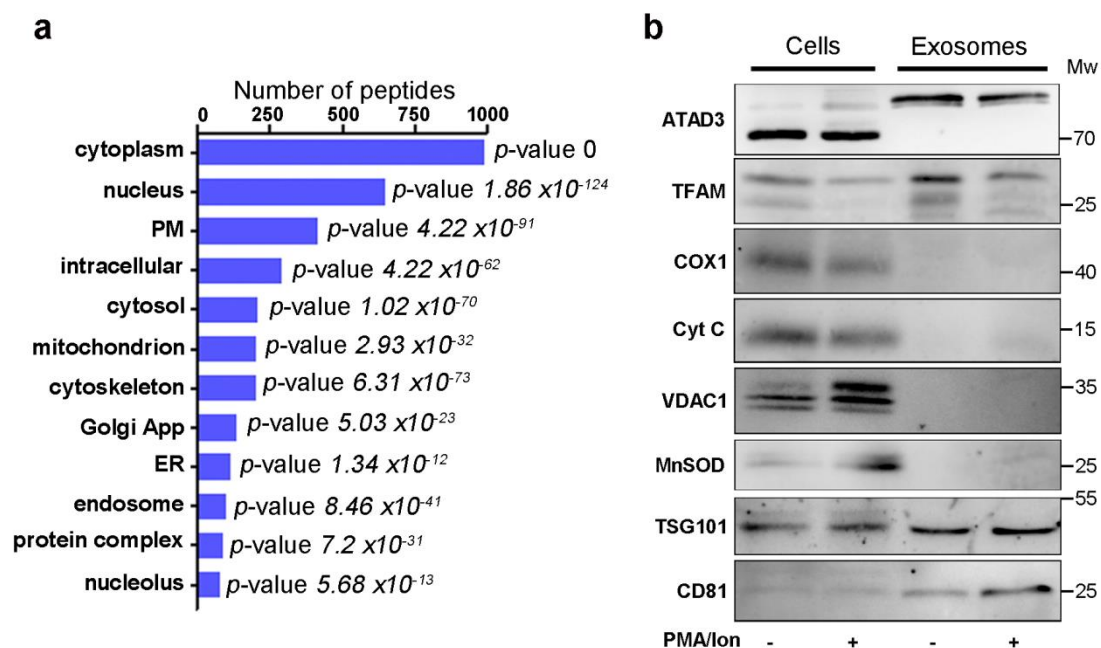 a
Number of peptides
0 250 500 750 1000
cytoplasm p-value 0
nucleus p-value 1.86 x10-124
PM p-value 4.22 x10-91
intracellular p-value 4.22 x10-62
cytosol p-value 1.02 x10-70
mitochondrion p-value 2.93 x10-32
cytoskeleton p-value 6.31 x10-73
Golgi App p-value 5.03 x10-23
ER p-value 1.34 x10-12
endosome p-value 8.46 x10-41
protein complex p-value 7.2 x10-31
nucleolus p-value 5.68 x10-13
b
Cells Exosomes
Mw
ATAD3 70
TFAM 25
COX1 40
Cyt C 15
VDAC1 35
MnSOD 25
55
TSG101
CD81 25
PMA/Ion - + - +